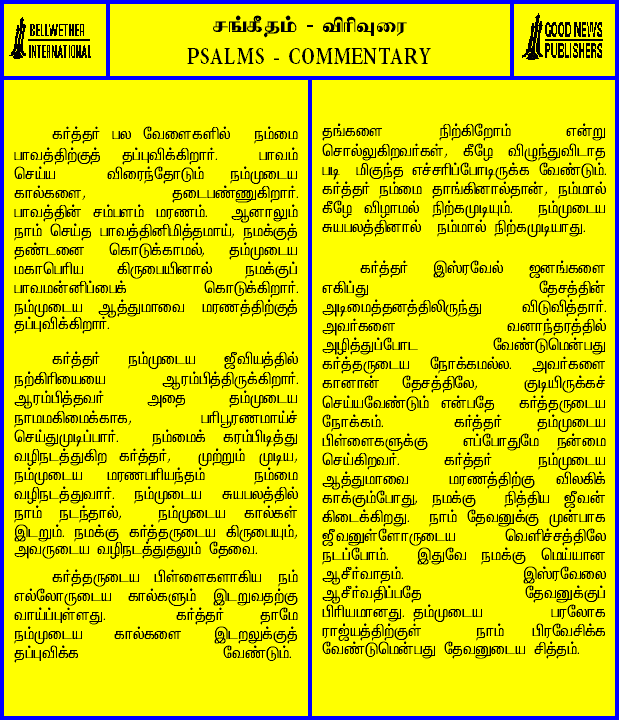 BELLWETHER
INTERNATIONAL
சங்கீதம் - விரிவுரை
PSALMS - COMMENTARY
GOOD NEWS
PUBLISHERS
கர்த்தர் பல வேளைகளில் நம்மை
பாவத்திற்குத் தப்புவிக்கிறார். பாவம்
செய்ய விரைந்தோடும் நம்முடைய
கால்களை, தடைபண்ணுகிறார்.
பாவத்தின் சம்பளம் மரணம். ஆனாலும்
நாம் செய்த பாவத்தினிமித்தமாய், நமக்குத்
தண்டனை கொடுக்காமல், தம்முடைய
மகாபெரிய கிருபையினால் நமக்குப்
பாவமன்னிப்பைக் கொடுக்கிறார்.
நம்முடைய ஆத்துமாவை மரணத்திற்குத்
தப்புவிக்கிறார்.
கர்த்தர் நம்முடைய ஜீவியத்தில்
நற்கிரியையை ஆரம்பித்திருக்கிறார்.
ஆரம்பித்தவர் அதை தம்முடைய
நாமமகிமைக்காக, பரிபூரணமாய்ச்
செய்துமுடிப்பார். நம்மைக் கரம்பிடித்து
வழிநடத்துகிற கர்த்தர், முற்றும் முடிய,
நம்முடைய மரணபரியந்தம் நம்மை
வழிநடத்துவார். நம்முடைய சுயபலத்தில்
நாம் நடந்தால், நம்முடைய கால்கள்
இடறும். நமக்கு கர்த்தருடைய கிருபையும்,
அவருடைய வழிநடத்துதலும் தேவை.
கர்த்தருடைய பிள்ளைகளாகிய நம்
எல்லோருடைய கால்களும் இடறுவதற்கு
வாய்ப்புள்ளது. கர்த்தர் தாமே
நம்முடைய கால்களை இடறலுக்குத்
தப்புவிக்க வேண்டும்.
தங்களை நிற்கிறோம் என்று
சொல்லுகிறவர்கள், கீழே விழுந்துவிடாத
படி மிகுந்த எச்சரிப்போடிருக்க வேண்டும்.
கர்த்தர் நம்மை தாங்கினால்தான், நம்மால்
கீழே விழாமல் நிற்கமுடியும். நம்முடைய
சுயபலத்தினால் நம்மால் நிற்கமுடியாது.
கர்த்தர் இஸ்ரவேல் ஜனங்களை
எகிப்து தேசத்தின்
அடிமைத்தனத்திலிருந்து விடுவித்தார்.
அவர்களை வனாந்தரத்தில்
அழித்துப்போட வேண்டுமென்பது
கர்த்தருடைய நோக்கமல்ல. அவர்களை
கானான் தேசத்திலே, குடியிருக்கச்
செய்யவேண்டும் என்பதே கர்த்தருடைய
நோக்கம். கர்த்தர் தம்முடைய
பிள்ளைகளுக்கு எப்போதுமே நன்மை
செய்கிறவர். கர்த்தர் நம்முடைய
ஆத்துமாவை மரணத்திற்கு விலகிக்
காக்கும்போது, நமக்கு நித்திய ஜீவன்
கிடைக்கிறது. நாம் தேவனுக்கு முன்பாக
ஜீவனுள்ளோருடைய வெளிச்சத்திலே
நடப்போம். இதுவே நமக்கு மெய்யான
ஆசீர்வாதம். இஸ்ரவேலை
ஆசீர்வதிப்பதே தேவனுக்குப்
பிரியமானது. தம்முடைய பரலோக
ராஜ்யத்திற்குள் நாம் பிரவேசிக்க
வேண்டுமென்பது தேவனுடைய சித்தம்.